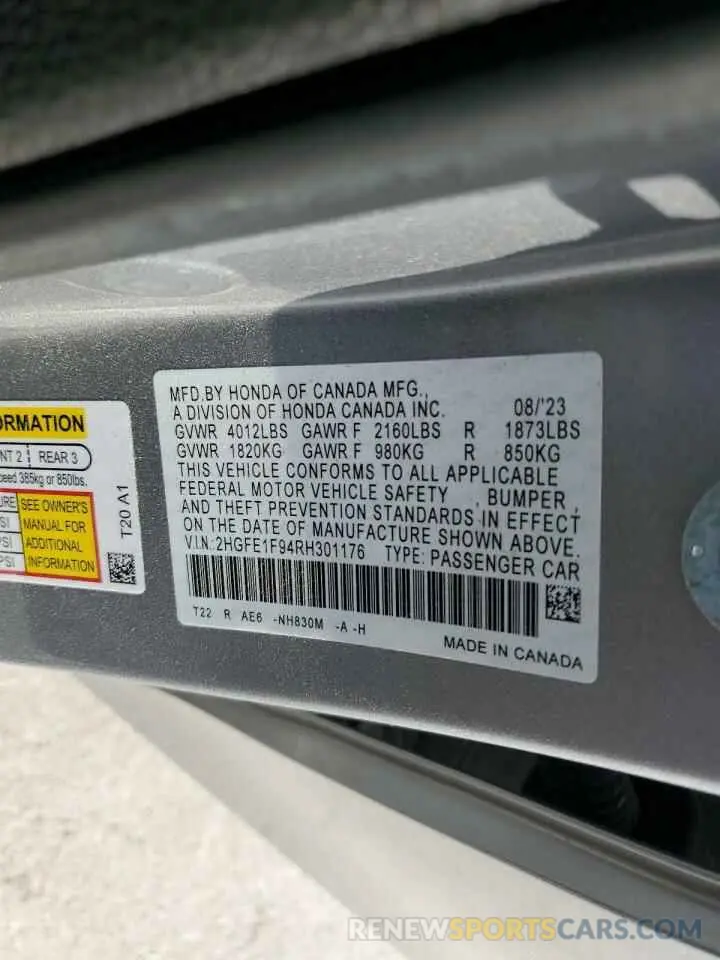 ORMATION
NT 2 REAR 3
ceed 385kg or 850lbs.
URE SEE OWNER'S
PSI MANUAL FOR
PSI ADDITIONAL
PSI INFORMATION
T20 A1
MFD.BY HONDA OF CANADA MFG.,
A DIVISION OF HONDA CANADA INC. 08/'23
GVWR 4012LBS GAWR F 2160LBS R 1873LBS
GVWR 1820KG GAWR F 980KG R 850KG
THIS VEHICLE CONFORMS TO ALL APPLICABLE
FEDERAL MOTOR VEHICLE SAFETY , BUMPER ,
AND THEFT PREVENTION STANDARDS IN EFFECT
ON THE DATE OF MANUFACTURE SHOWN ABOVE.
V.I.N.:2HGFE1F94RH301176 TYPE: PASSENGER CAR
T22 R AE6 -NH830M -A -H
MADE IN CANADA
RENEWSPORTSCARS.COM